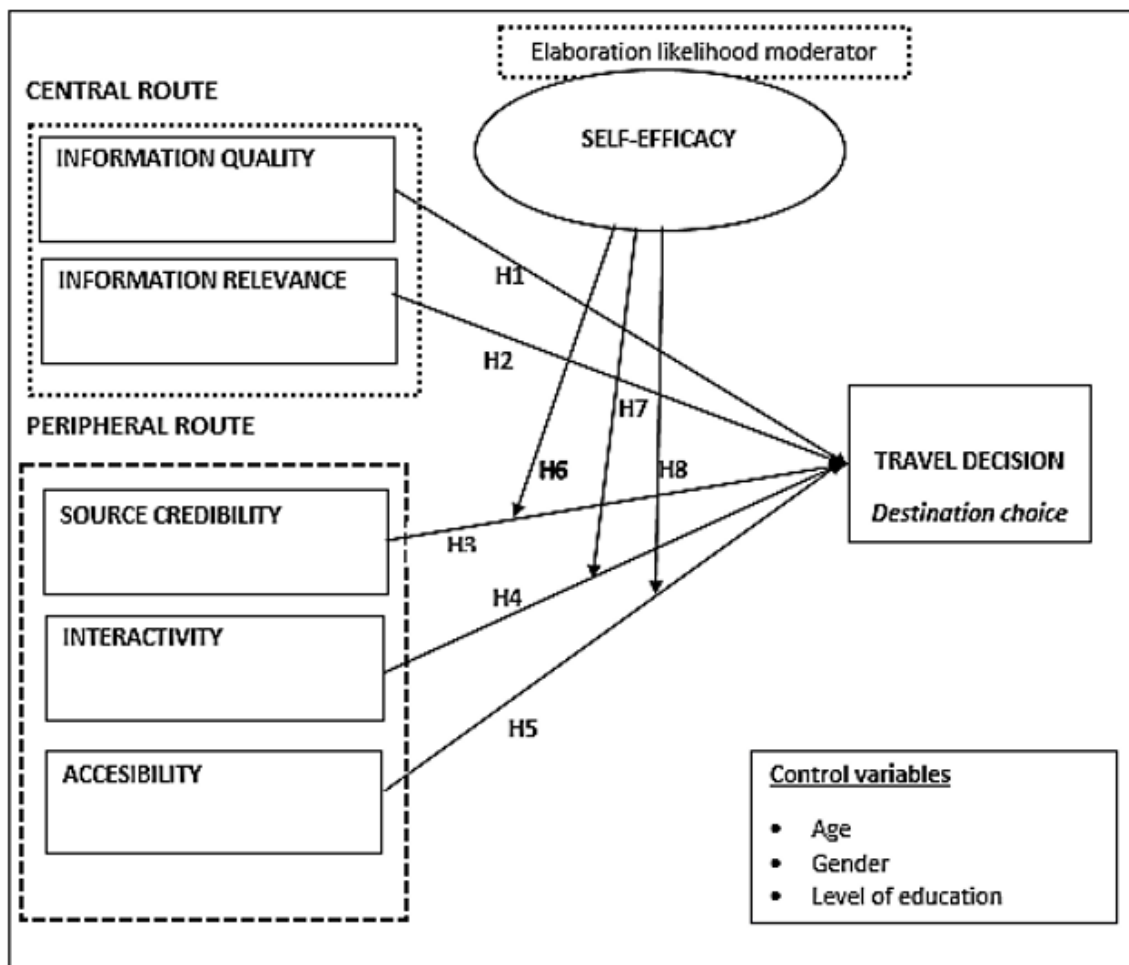 Elaboration likelihood moderator
CENTRAL ROUTE
SELF-EFFICACY
INFORMATION QUALITY
INFORMATION RELEVANCE
H1
H2
H7
PERIPHERAL ROUTE
H6
H8
TRAVEL DECISION
Destination choice
SOURCE CREDIBILITY
H3
H4
INTERACTIVITY
H5
ACCESIBILITY
Control variables
• Age
• Gender
• Level of education